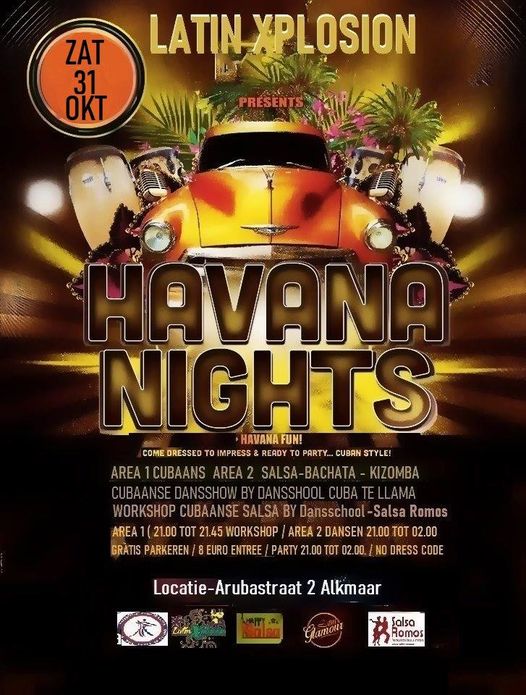 LATIN XPLOSION
ZAT
31
OKT
PRESENTS
HAVANA
NIGHTS
HAVANA FUN!
COME DRESSED TO IMPRESS & READY TO PARTY... CUBAN STYLE!
AREA 1 CUBAANS AREA 2 SALSA-BACHATA - KIZOMBA
CUBAANSE DANSSHOW BY DANSSHOOL CUBA TE LLAMA
WORKSHOP CUBAANSE SALSA BY Dansschool -Salsa Romos
AREA 1 ( 21.00 TOT 21.45 WORKSHOP / AREA 2 DANSEN 21.00 TOT 02.00
GRATIS PARKEREN / 8 EURO ENTREE / PARTY 21.00 TOT 02.00. / NO DRESS CODE
Locatie-Arubastraat 2 Alkmaar
Latin
Salsa
Glamour
Salsa
Romos